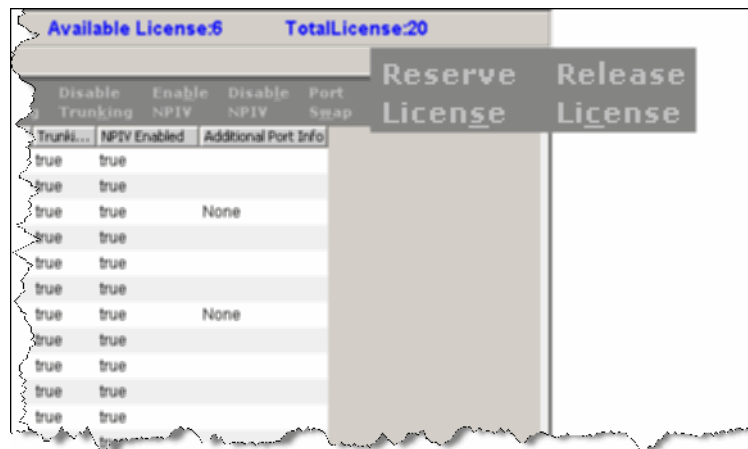 Available License:6 TotalLicense:20
Reserve Release
License License
Disable Enable Disable Port
g Trunking NPIV NPIV Swap
Trunki... NPIV Enabled Additional Port Info
true true
true true
true true None
true true
true true
true true
true true None
true true
true true
true true
true true